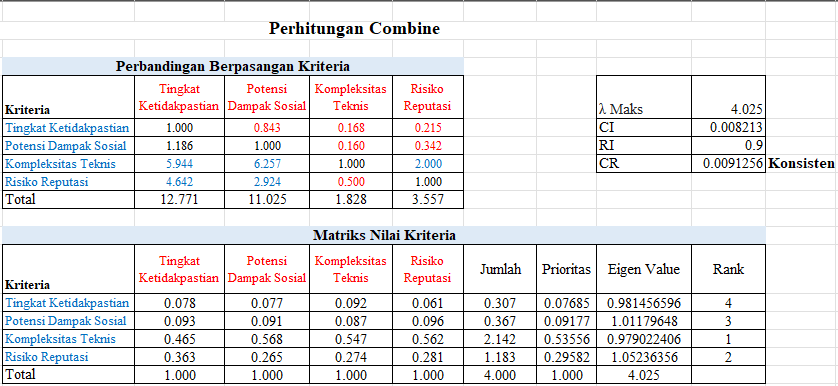 Perhitungan Combine
Perbandingan Berpasangan Kriteria
Kriteria Tingkat Ketidakpastian Potensi Dampak Sosial Kompleksitas Teknis Risiko Reputasi
Tingkat Ketidakpastian 1.000 0.843 0.168 0.215
Potensi Dampak Sosial 1.186 1.000 0.160 0.342
Kompleksitas Teknis 5.944 6.257 1.000 2.000
Risiko Reputasi 4.642 2.924 0.500 1.000
Total 12.771 11.025 1.828 3.557
λ Maks 4.025
CI 0.008213
RI 0.9
CR 0.0091256 Konsisten
Matriks Nilai Kriteria
Kriteria Tingkat Ketidakpastian Potensi Dampak Sosial Kompleksitas Teknis Risiko Reputasi Jumlah Prioritas Eigen Value Rank
Tingkat Ketidakpastian 0.078 0.077 0.092 0.061 0.307 0.07685 0.981456596 4
Potensi Dampak Sosial 0.093 0.091 0.087 0.096 0.367 0.09177 1.01179648 3
Kompleksitas Teknis 0.465 0.568 0.547 0.562 2.142 0.53556 0.979022406 1
Risiko Reputasi 0.363 0.265 0.274 0.281 1.183 0.29582 1.05236356 2
Total 1.000 1.000 1.000 1.000 4.000 1.000 4.025